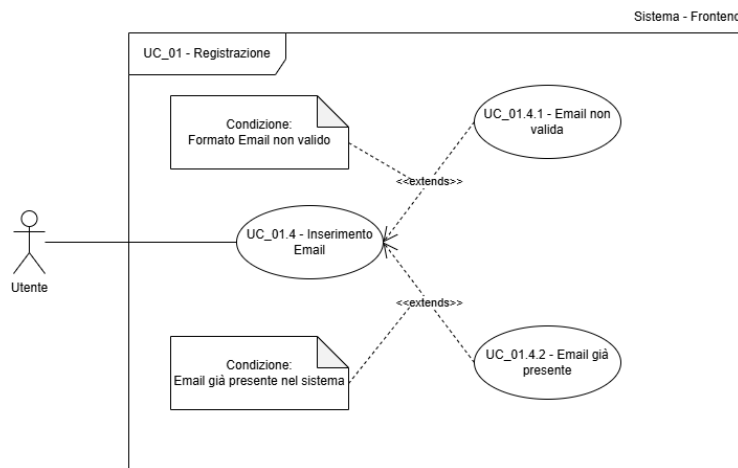 Sistema - Frontend
UC_01 - Registrazione
Condizione:
Formato Email non valido
UC_01.4.1 - Email non
valida
<<extends>>
UC_01.4 - Inserimento
Email
Utente
<<extends>>
Condizione:
Email già presente nel sistema
UC_01.4.2 - Email già
presente